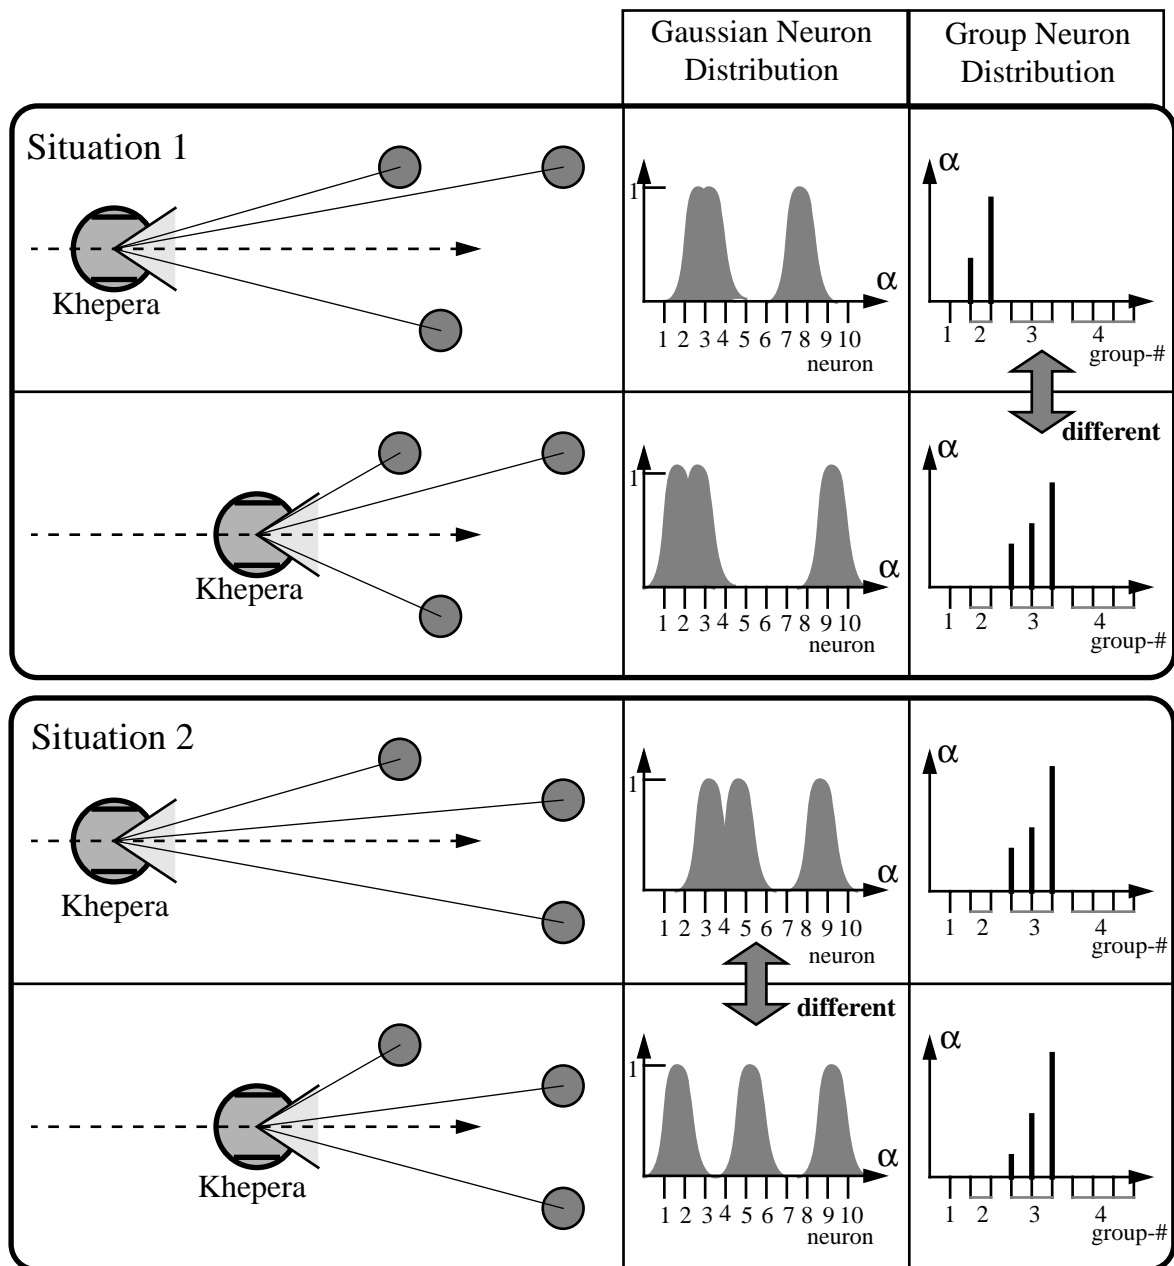 Gaussian Neuron
Distribution
Group Neuron
Distribution
Situation 1
Khepera
1
α
1 2 3 4 5 6 7 8 9 10
neuron
α
1 2 3 4
group-#
different
Khepera
1
α
1 2 3 4 5 6 7 8 9 10
neuron
α
1 2 3 4
group-#
Situation 2
Khepera
1
α
1 2 3 4 5 6 7 8 9 10
neuron
α
1 2 3 4
group-#
different
Khepera
1
α
1 2 3 4 5 6 7 8 9 10
neuron
α
1 2 3 4
group-#